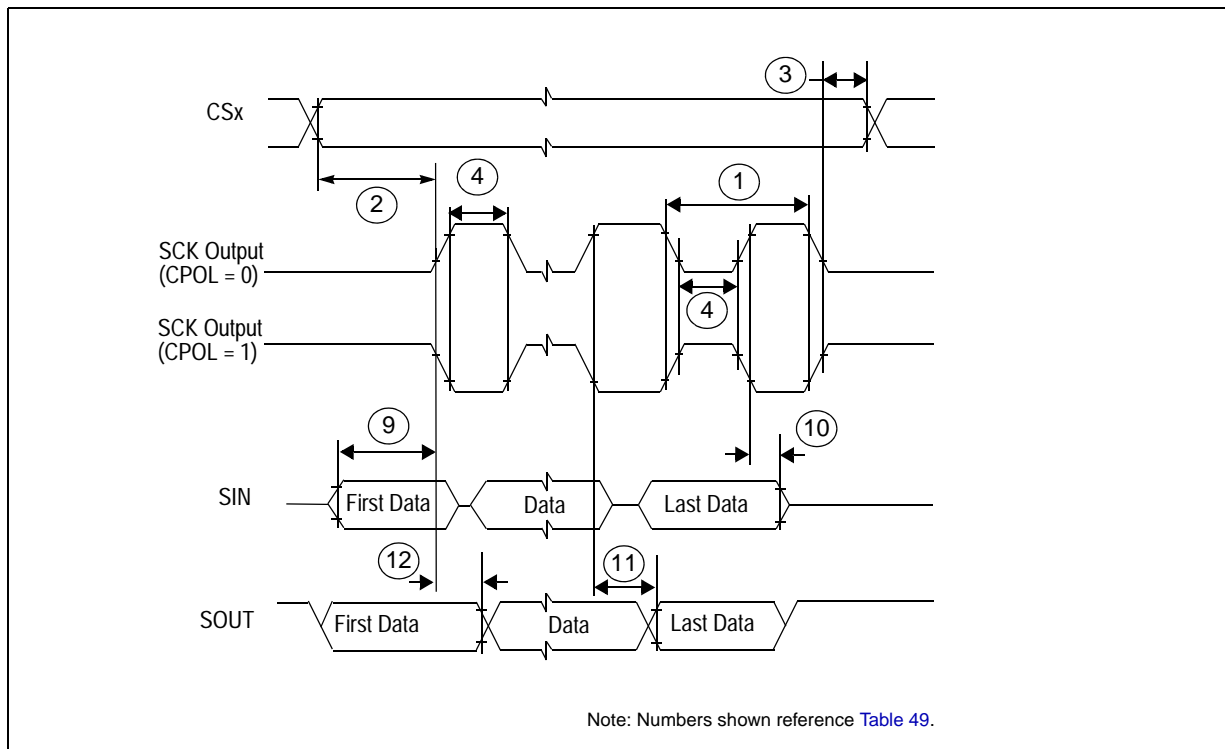 3
CSx
2
4
1
SCK Output
(CPOL = 0)
4
SCK Output
(CPOL = 1)
9
10
SIN
First Data
Data
Last Data
12
11
SOUT
First Data
Data
Last Data
Note: Numbers shown reference Table 49.